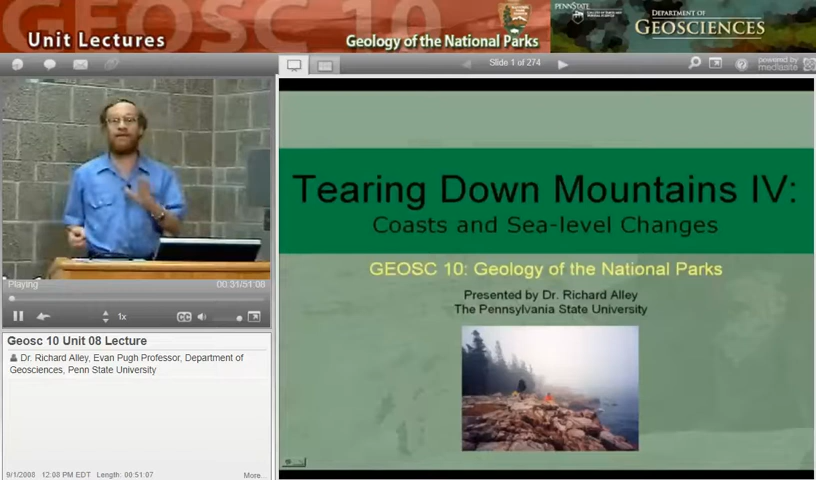 GEOSC 10
Unit Lectures
Geology of the National Parks
PENNSTATE
DEPARTMENT OF
GEOSCIENCES
Slide 1 of 274
powered by
mediasite
Tearing Down Mountains IV:
Coasts and Sea-level Changes
GEOSC 10: Geology of the National Parks
Presented by Dr. Richard Alley
The Pennsylvania State University
Playing
00:31/51:08
1x
CC
Geosc 10 Unit 08 Lecture
Dr. Richard Alley, Evan Pugh Professor, Department of
Geosciences, Penn State University
9/1/2008 12:08 PM EDT Length: 00:51:07
More...